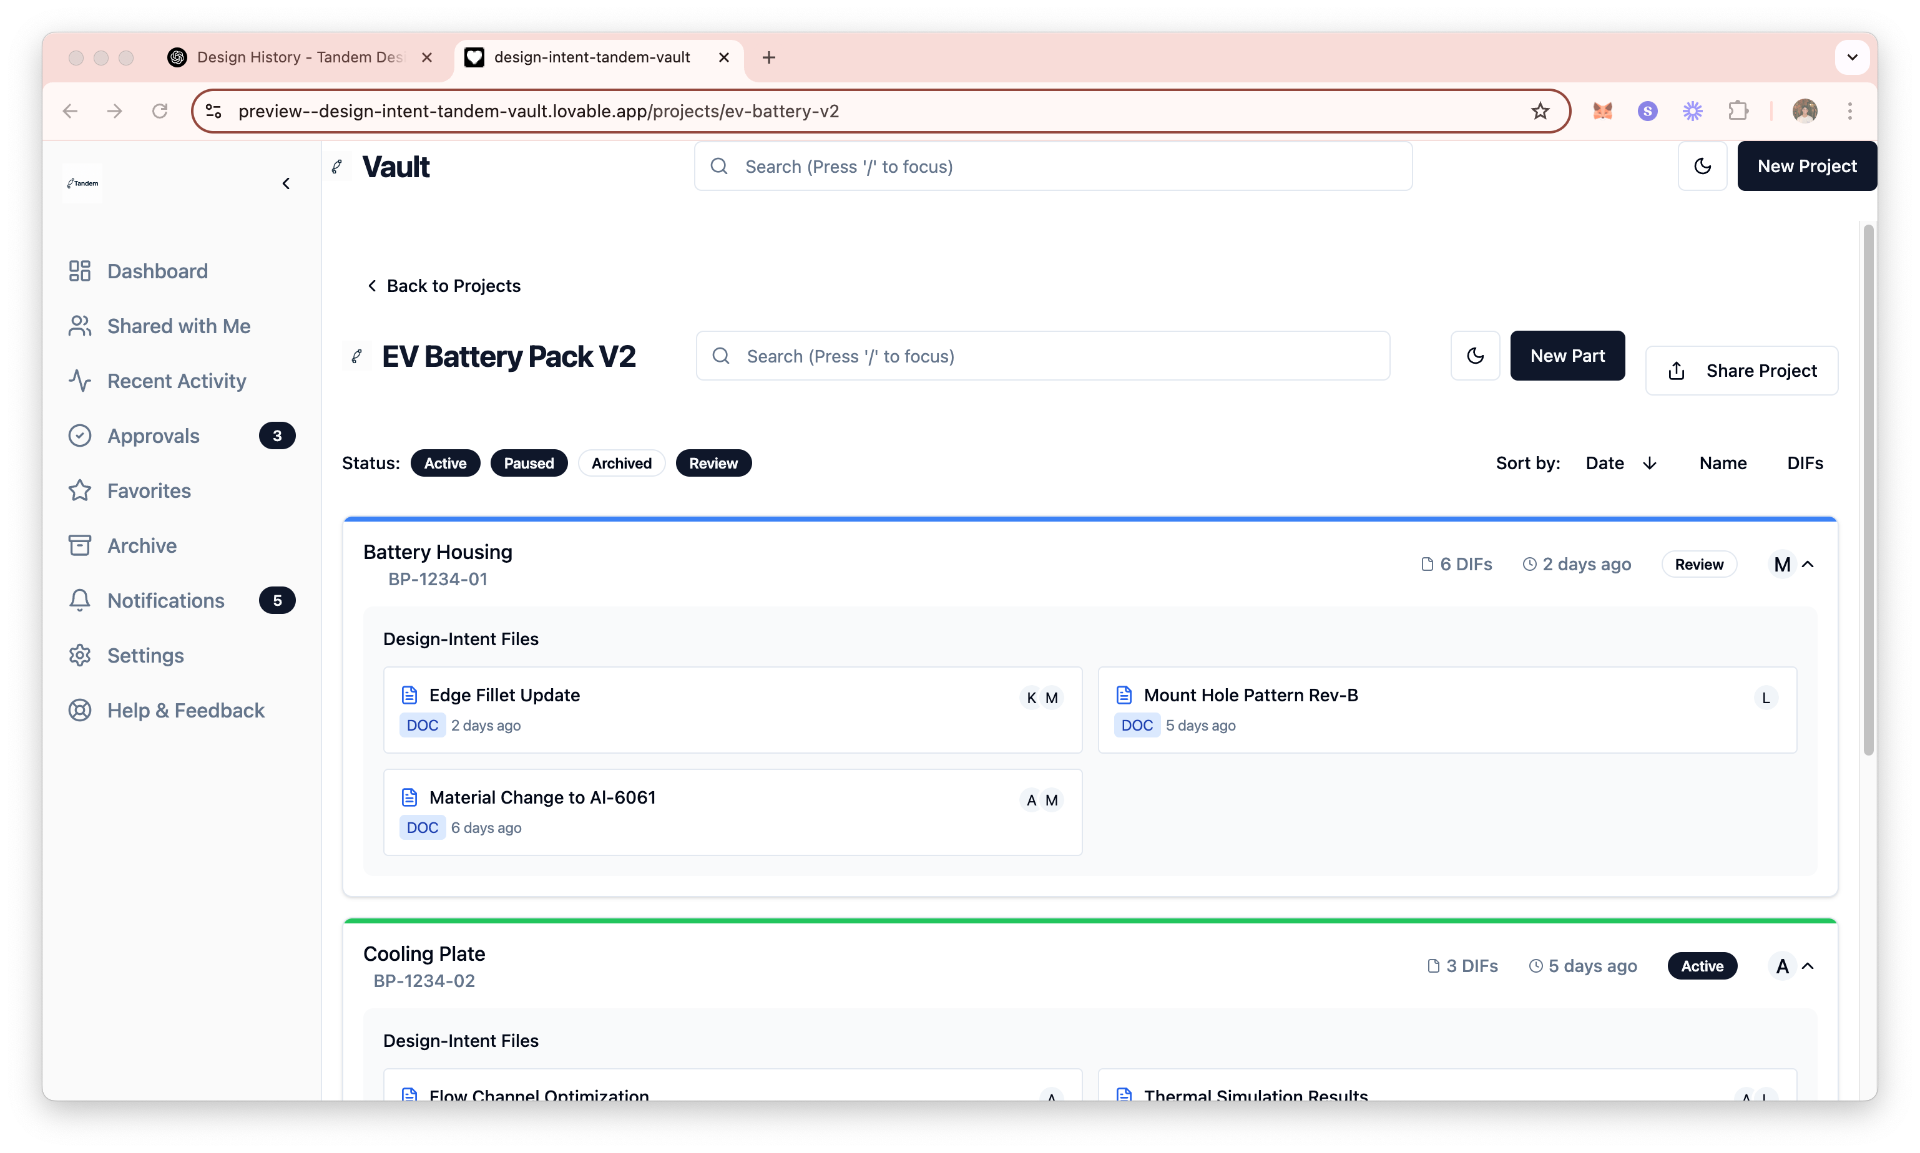 Design History - Tandem Des
design-intent-tandem-vault
preview--design-intent-tandem-vault.lovable.app/projects/ev-battery-v2
S
Tandem
Vault
Search (Press '/' to focus)
New Project
Dashboard
Shared with Me
Recent Activity
Approvals 3
Favorites
Archive
Notifications 5
Settings
Help & Feedback
Back to Projects
EV Battery Pack V2
Search (Press '/' to focus)
New Part
Share Project
Status: Active Paused Archived Review
Sort by: Date Name DIFs
Battery Housing
BP-1234-01
6 DIFs 2 days ago Review M
Design-Intent Files
Edge Fillet Update
K M
DOC 2 days ago
Mount Hole Pattern Rev-B
L
DOC 5 days ago
Material Change to Al-6061
A M
DOC 6 days ago
Cooling Plate
BP-1234-02
3 DIFs 5 days ago Active A
Design-Intent Files
Flow Channel Optimization
A
Thermal Simulation Results
A L